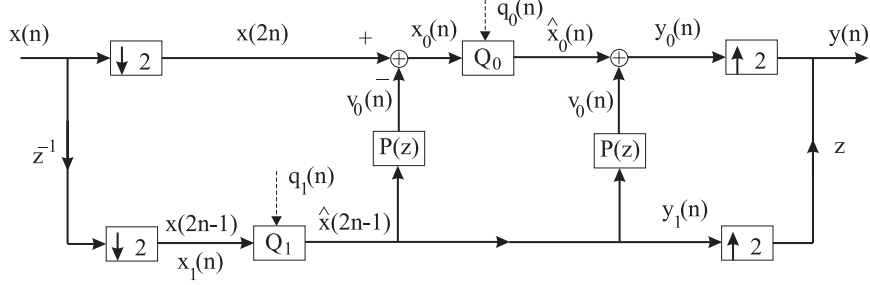 q₀(n)
x(n) ↓ 2 x(2n) + x₀(n) Q₀ x̂₀(n) y₀(n) ↑ 2 y(n)
v₀(n) − v₀(n)
z⁻¹ P(z) P(z) z
q₁(n)
↓ 2 x(2n-1) Q₁ x̂(2n-1) y₁(n) ↑ 2
x₁(n)